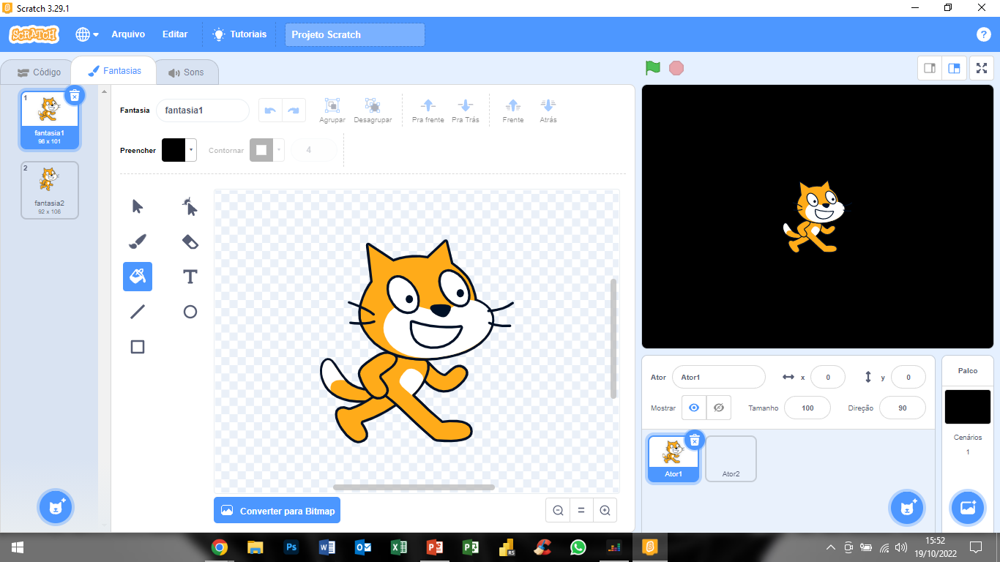 Scratch 3.29.1
SCRATCH
Arquivo
Editar
Tutoriais
Projeto Scratch
?
Código
Fantasias
Sons
1
fantasia1
96 x 101
2
fantasia2
92 x 106
Fantasia
fantasia1
Agrupar
Desagrupar
Pra frente
Pra Trás
Frente
Atrás
Preencher
Contornar
4
T
Converter para Bitmap
=
Ator
Ator1
x
0
y
0
Mostrar
Tamanho
100
Direção
90
Ator1
Ator2
Palco
Cenários
1
Ps
W
O
X
P
P
RS
15:52
19/10/2022